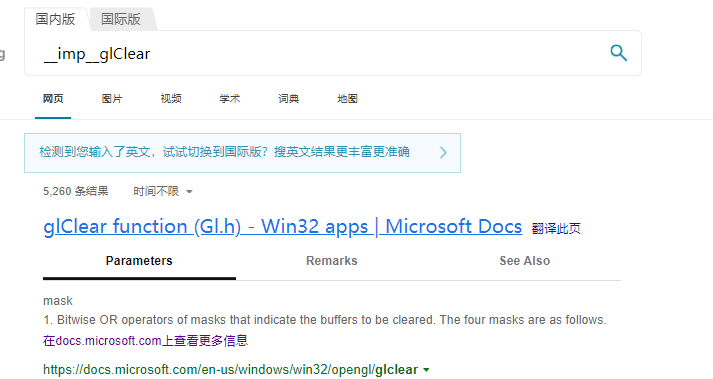 国内版 国际版
__imp__glClear
网页 图片 视频 学术 词典 地图
检测到您输入了英文，试试切换到国际版？搜英文结果更丰富更准确
5,260 条结果 时间不限
glClear function (Gl.h) - Win32 apps | Microsoft Docs 翻译此页
Parameters Remarks See Also
mask
1. Bitwise OR operators of masks that indicate the buffers to be cleared. The four masks are as follows.
在docs.microsoft.com上查看更多信息
https://docs.microsoft.com/en-us/windows/win32/opengl/glclear